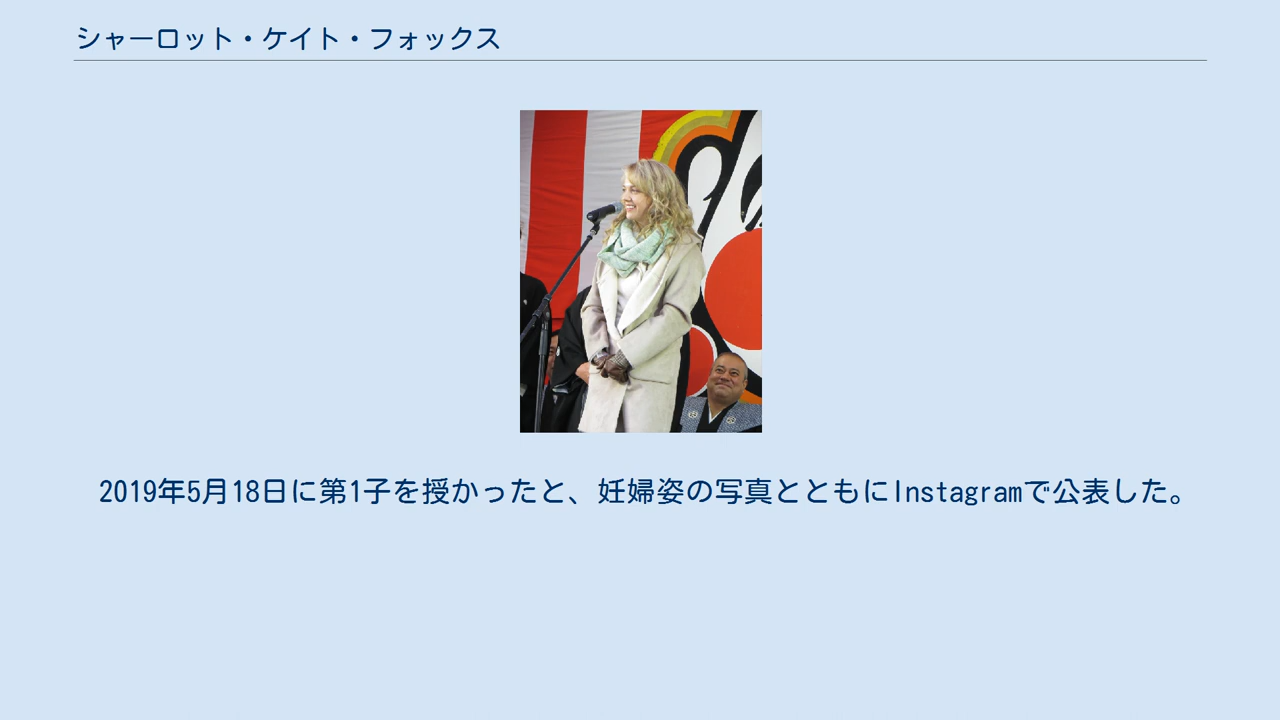 シャーロット・ケイト・フォックス
2019年5月18日に第1子を授かったと、妊婦姿の写真とともにInstagramで公表した。